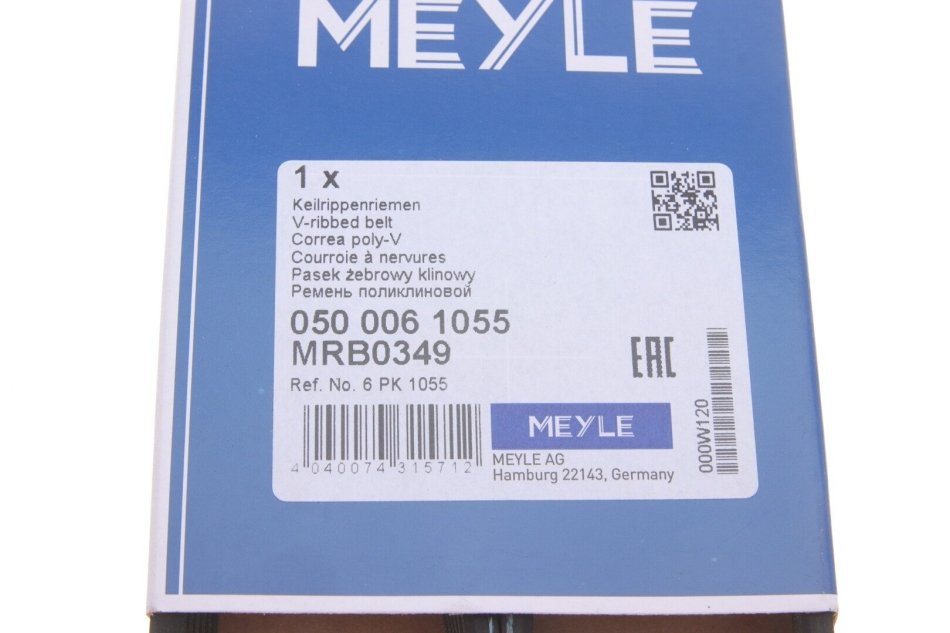 MEYLE
1 x
Keilrippenriemen
V-ribbed belt
Correa poly-V
Courroie à nervures
Pasek żebrowy klinowy
Ремень поликлиновой
050 006 1055
MRB0349
Ref. No. 6 PK 1055
EAC
4 040074 315712
MEYLE
MEYLE AG
Hamburg 22143, Germany
000W120